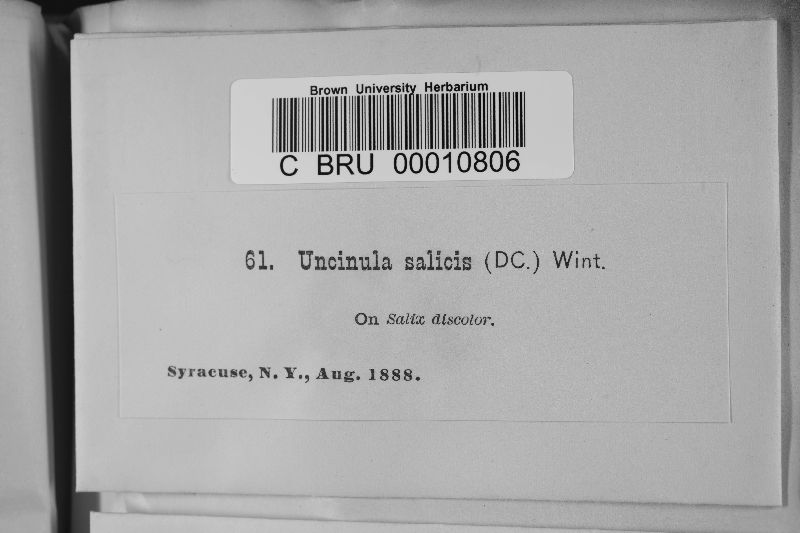 Brown University Herbarium
C BRU 00010806
61. Uncinula salicis (DC.) Wint.
On Salix discolor.
Syracuse, N. Y., Aug. 1888.